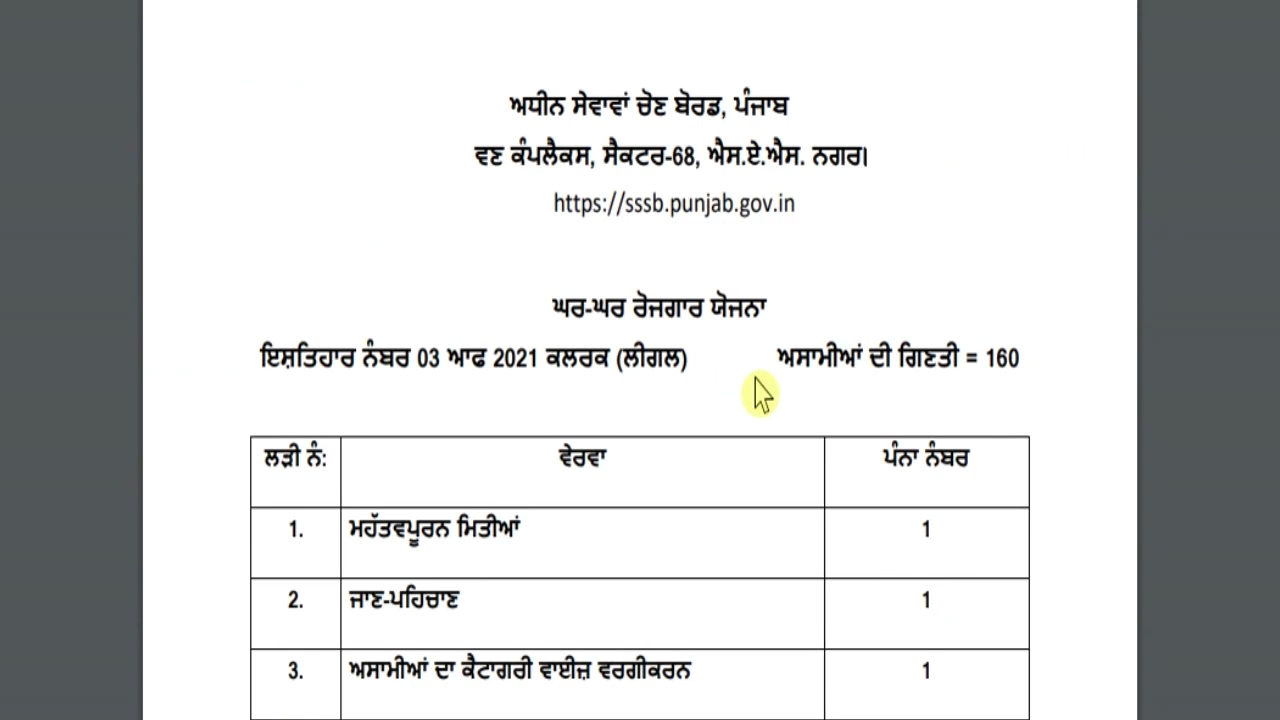 ਅਧੀਨ ਸੇਵਾਵਾਂ ਚੋਣ ਬੋਰਡ, ਪੰਜਾਬ
ਵਣ ਕੰਪਲੈਕਸ, ਸੈਕਟਰ-68, ਐਸ.ਏ.ਐਸ. ਨਗਰ।
https://sssb.punjab.gov.in
ਘਰ-ਘਰ ਰੋਜਗਾਰ ਯੋਜਨਾ
ਇਸ਼ਤਿਹਾਰ ਨੰਬਰ 03 ਆਫ 2021 ਕਲਰਕ (ਲੀਗਲ) ਅਸਾਮੀਆਂ ਦੀ ਗਿਣਤੀ = 160
ਲੜੀ ਨੰ: ਵੇਰਵਾ ਪੰਨਾ ਨੰਬਰ
1. ਮਹੱਤਵਪੂਰਨ ਮਿਤੀਆਂ 1
2. ਜਾਣ-ਪਹਿਚਾਣ 1
3. ਅਸਾਮੀਆਂ ਦਾ ਕੈਟਾਗਰੀ ਵਾਈਜ਼ ਵਰਗੀਕਰਨ 1